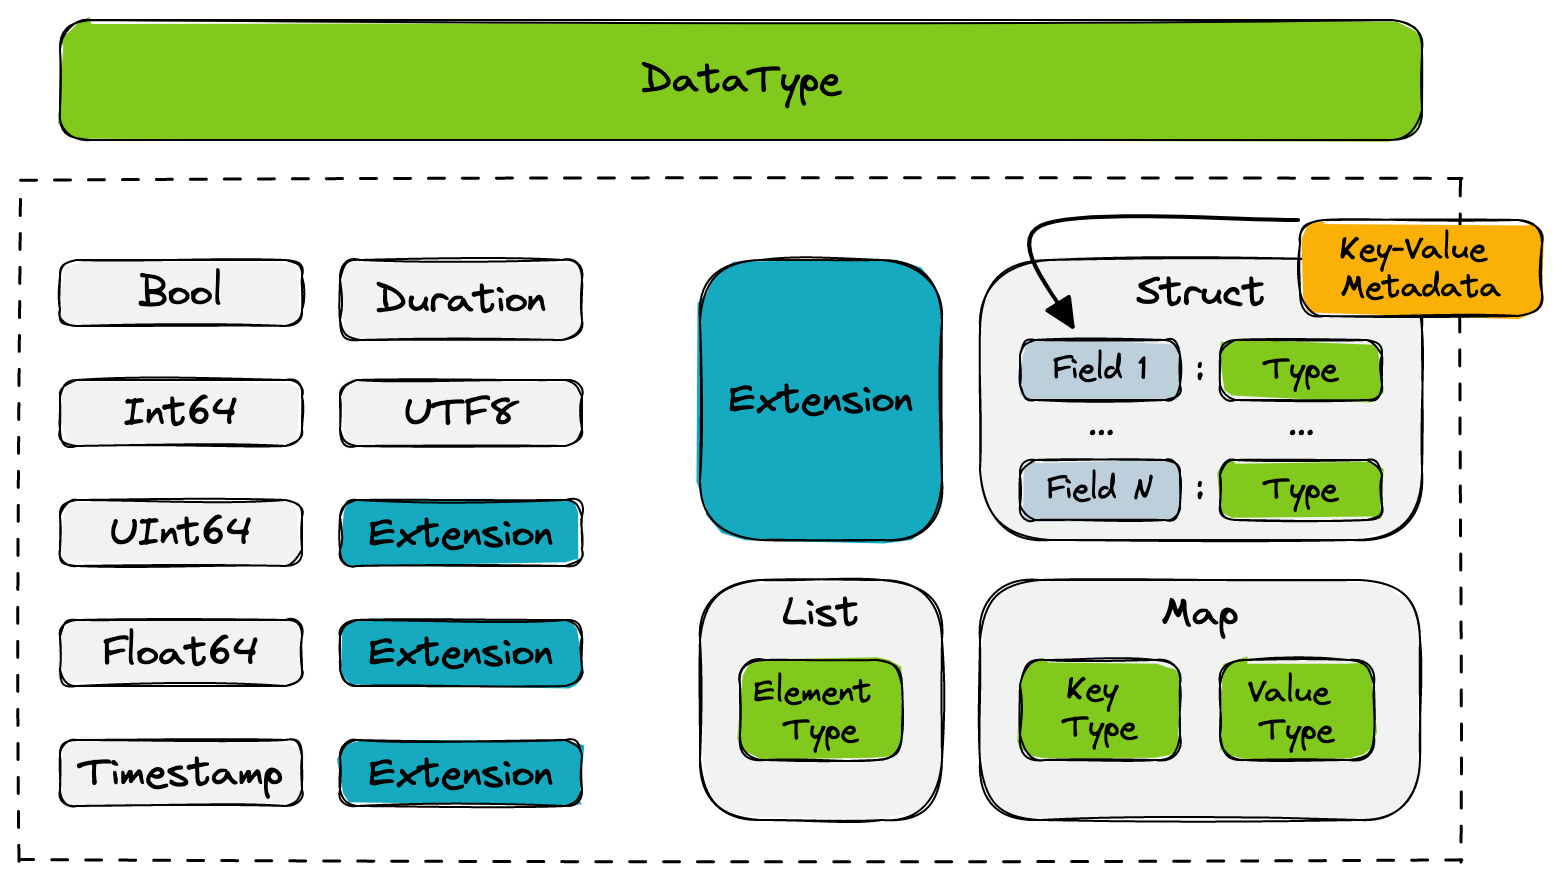 DataType
Bool
Duration
Int64
UTF8
UInt64
Extension
Float64
Extension
Timestamp
Extension
Extension
Key-Value
Metadata
Struct
Field 1 : Type
... ...
Field N : Type
List
Element
Type
Map
Key
Type
Value
Type